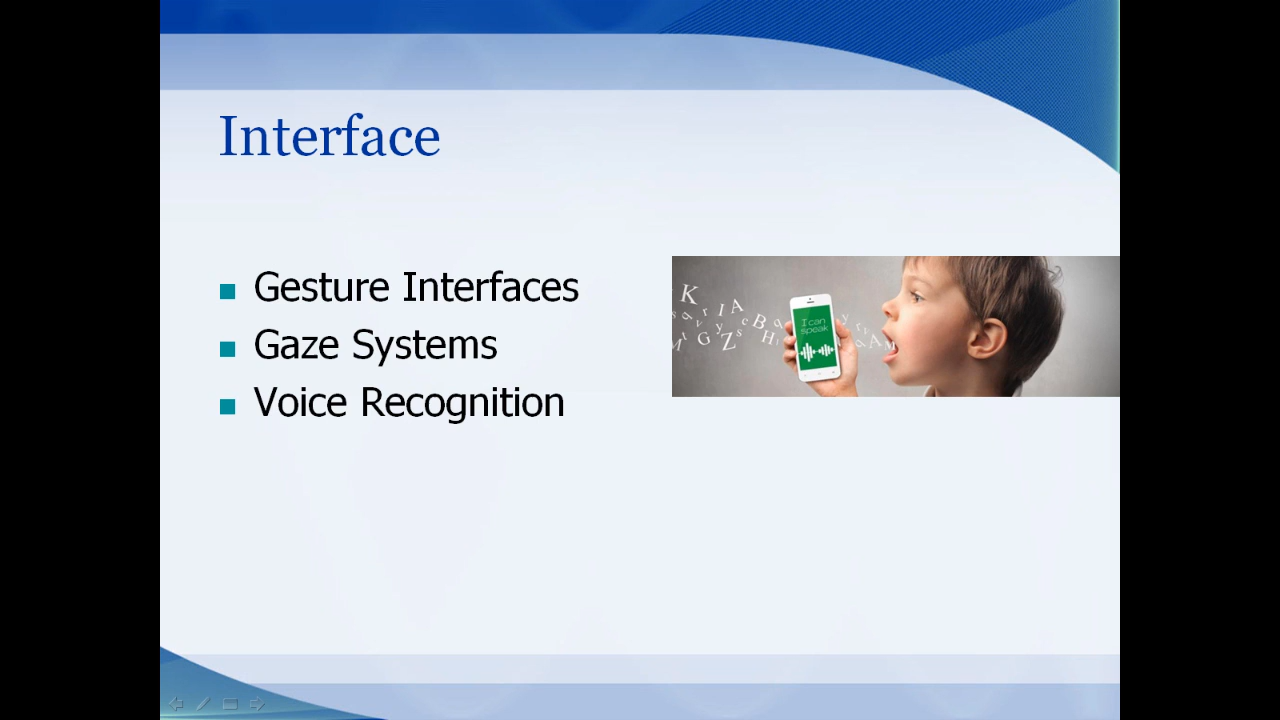 Interface
Gesture Interfaces
Gaze Systems
Voice Recognition
I can
speak